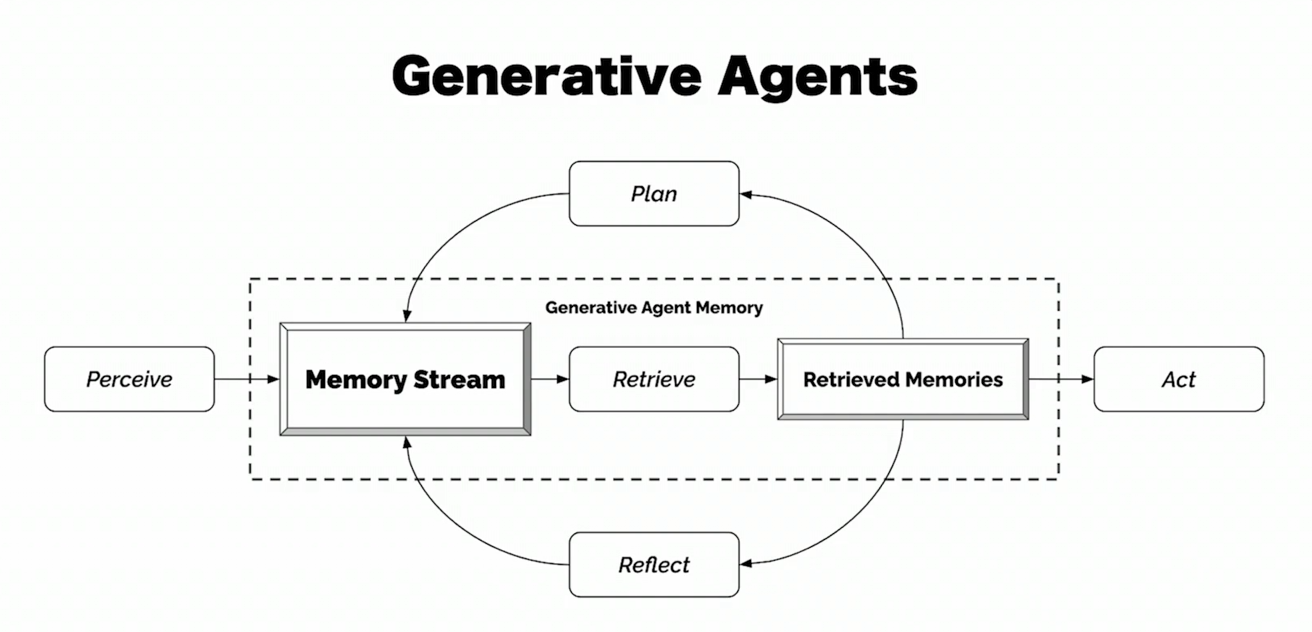 Generative Agents
Plan
Generative Agent Memory
Perceive
Memory Stream
Retrieve
Retrieved Memories
Act
Reflect